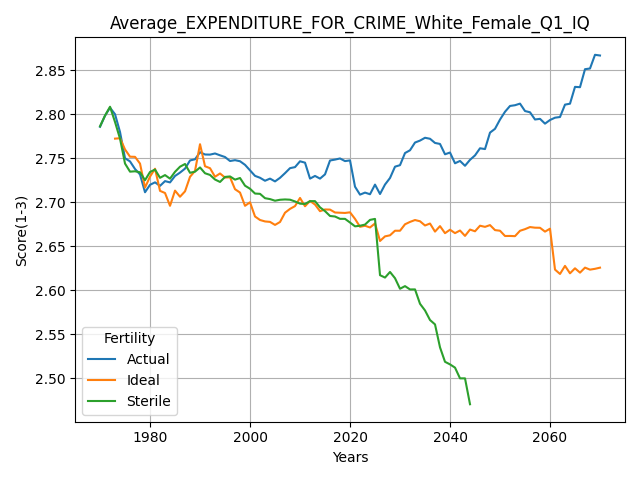 Average_EXPENDITURE_FOR_CRIME_White_Female_Q1_IQ
Score(1-3)
2.85
2.80
2.75
2.70
2.65
2.60
2.55
2.50
Fertility
Actual
Ideal
Sterile
1980
2000
2020
2040
2060
Years